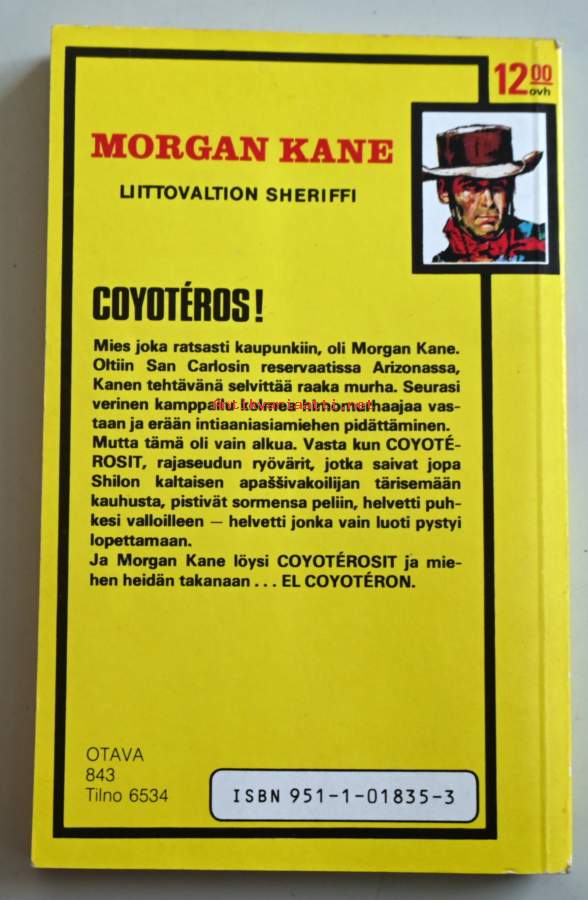 12 00
ovh
MORGAN KANE
LIITTOVALTION SHERIFFI
COYOTÉROS!
Mies joka ratsasti kaupunkiin, oli Morgan Kane.
Oltiin San Carlosin reservaatissa Arizonassa,
Kanen tehtävänä selvittää raaka murha. Seurasi
verinen kamppailu kolmea murhaajaa vas-
taan ja erään intiaaniasiamiehen pidättäminen.
Mutta tämä oli vain alkua. Vasta kun COYOTÉ-
ROSIT, rajaseudun ryövärit, jotka saivat jopa
Shilon kaltaisen apaššivakoilijan tärisemään
kauhusta, pistivät sormensa peliin, helvetti puh-
kesi valloilleen — helvetti jonka vain luoti pystyi
lopettamaan.
Ja Morgan Kane löysi COYOTÉROSIT ja mie-
hen heidän takanaan . . . EL COYOTÉRON.
OTAVA
843
Tilno 6534
ISBN 951-1-01835-3